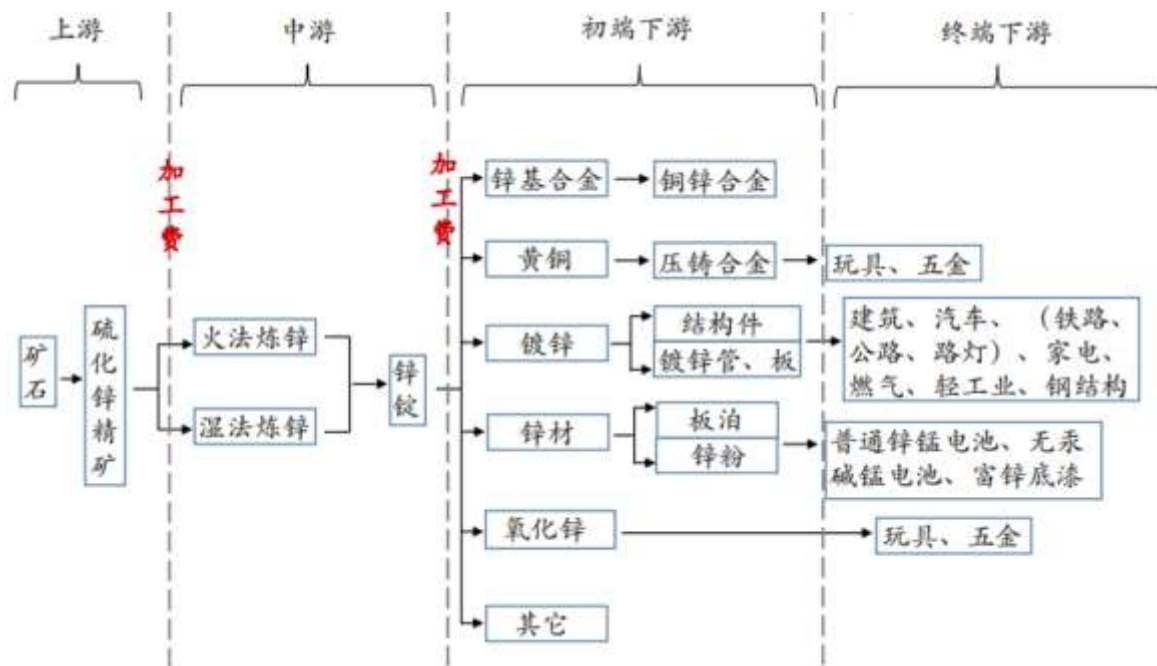 上游
中游
初端下游
终端下游
加工费
加工费
矿石
硫化锌精矿
火法炼锌
湿法炼锌
锌锭
锌基合金
铜锌合金
黄铜
压铸合金
玩具、五金
镀锌
结构件
镀锌管、板
建筑、汽车、（铁路、
公路、路灯）、家电、
燃气、轻工业、钢结构
锌材
板泊
锌粉
普通锌锰电池、无汞
碱锰电池、富锌底漆
氧化锌
玩具、五金
其它